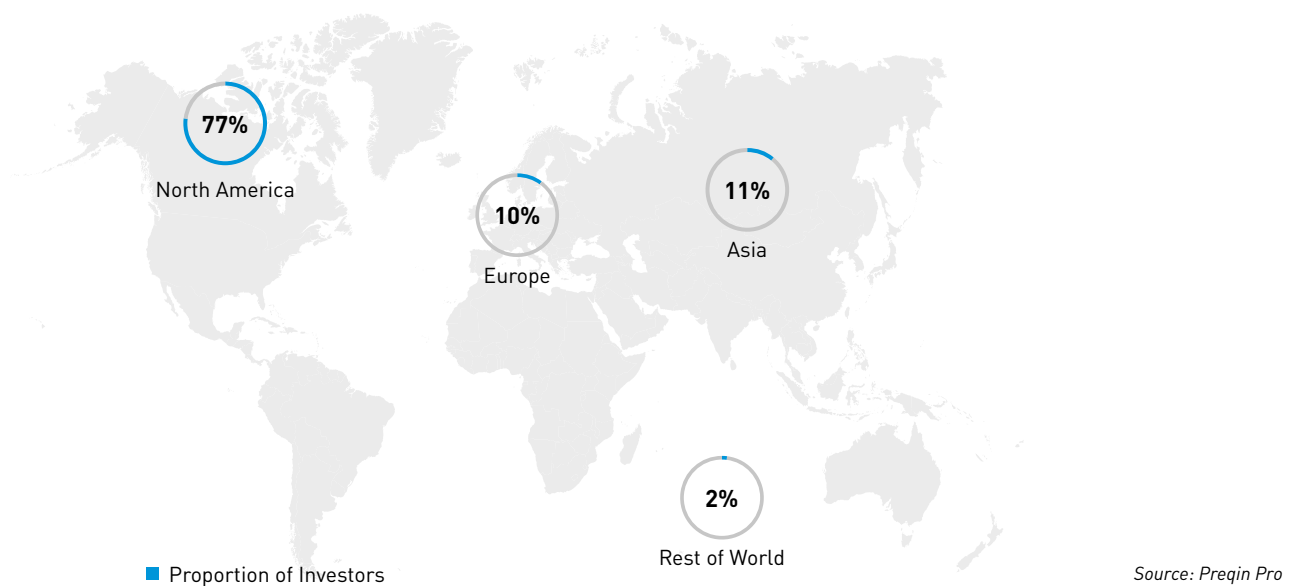 77%
North America
10%
Europe
11%
Asia
2%
Rest of World
Proportion of Investors
Source: Preqin Pro